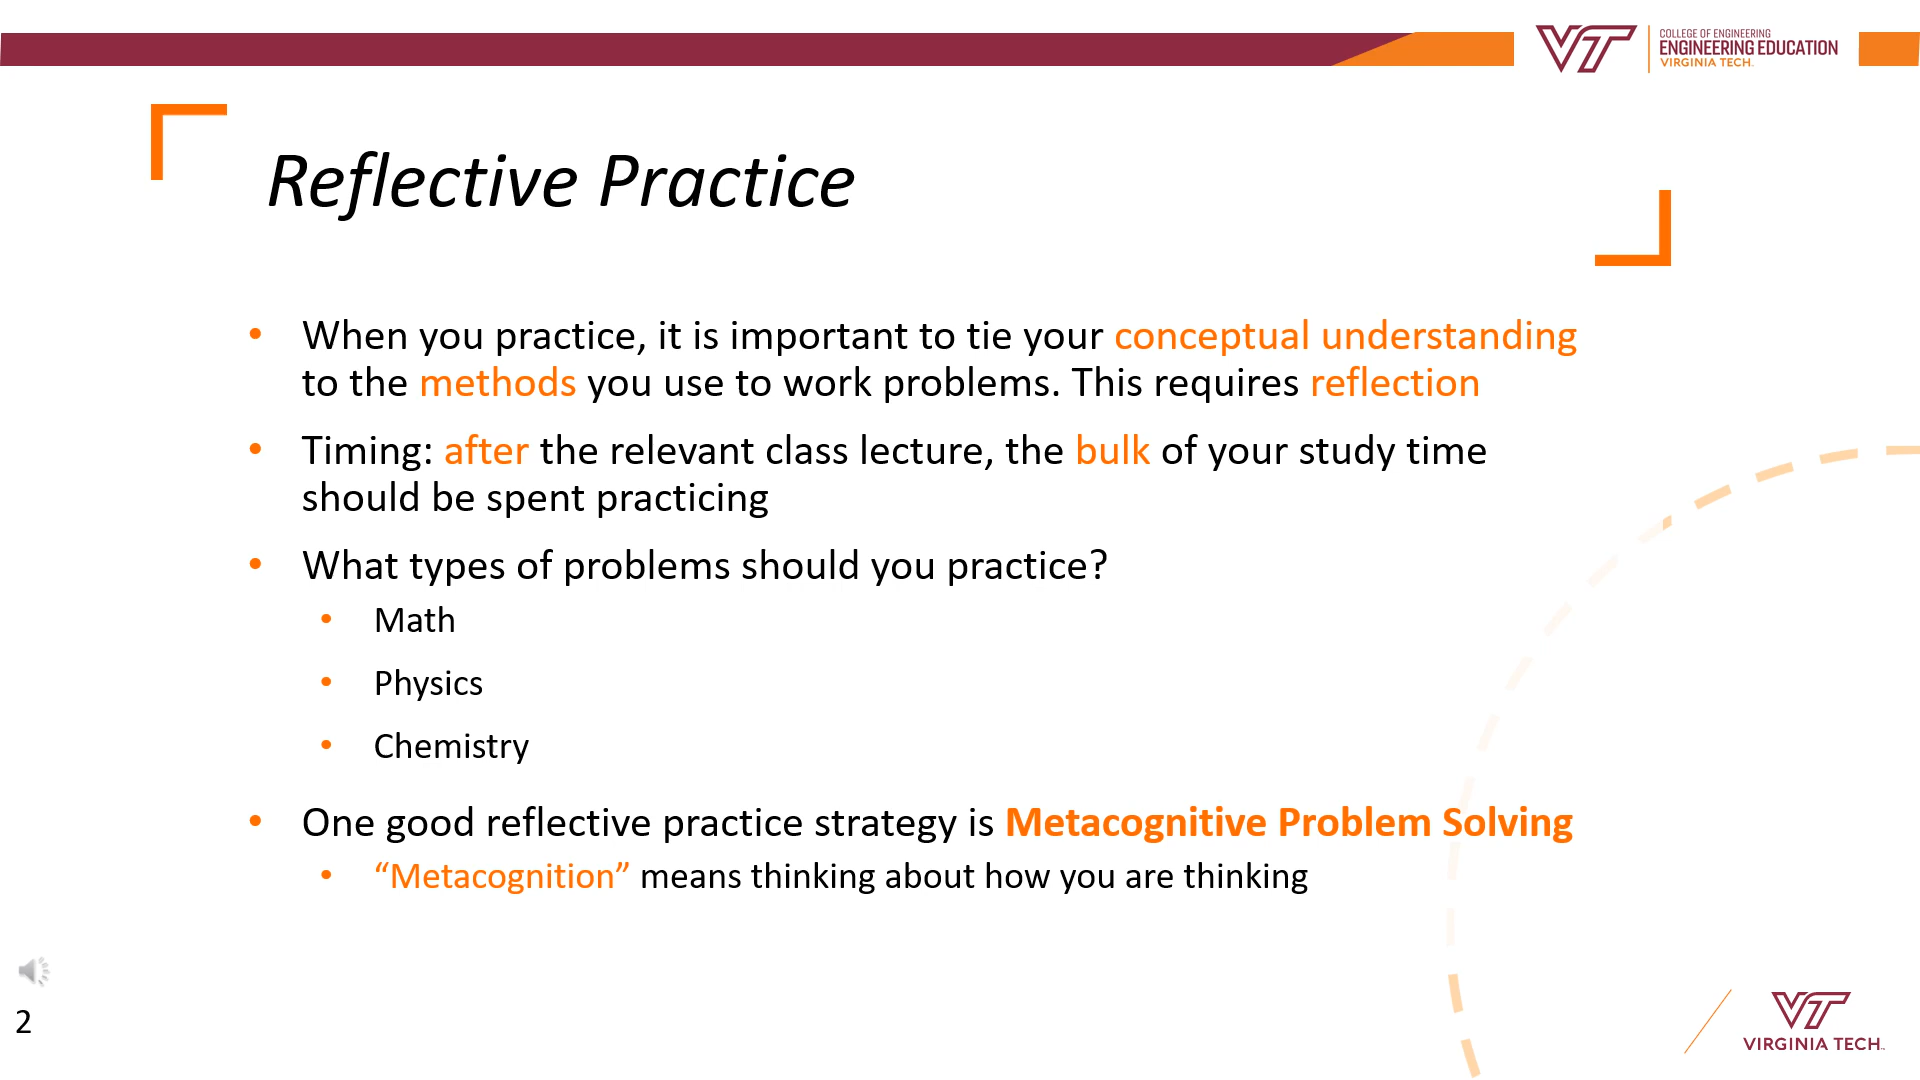 COLLEGE OF ENGINEERING
ENGINEERING EDUCATION
VIRGINIA TECH.
Reflective Practice
• When you practice, it is important to tie your conceptual understanding
to the methods you use to work problems. This requires reflection
• Timing: after the relevant class lecture, the bulk of your study time
should be spent practicing
• What types of problems should you practice?
• Math
• Physics
• Chemistry
• One good reflective practice strategy is Metacognitive Problem Solving
• “Metacognition” means thinking about how you are thinking
2
VIRGINIA TECH.